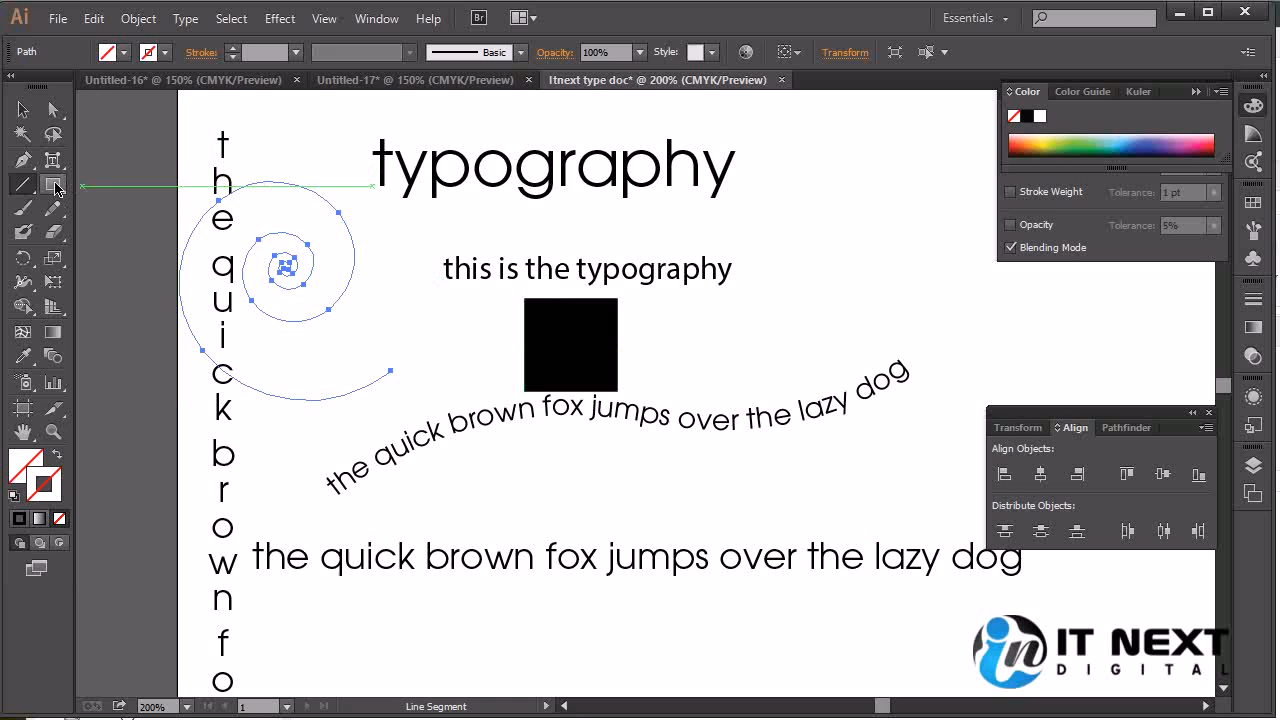 Ai File Edit Object Type Select Effect View Window Help Br Essentials
Path Stroke: Basic Opacity: 100% Style: Transform
Untitled-16* @ 150% (CMYK/Preview) × Untitled-17* @ 150% (CMYK/Preview) × Itnext type doc* @ 200% (CMYK/Preview) ×
Color Color Guide Kuler
Stroke Weight Tolerance: 1 pt
Opacity Tolerance: 5%
Blending Mode
Transform Align Pathfinder
Align Objects:
Distribute Objects:
typography
this is the typography
the quick brown fox jumps over the lazy dog
the quick brown fox jumps over the lazy dog
t
h
e
q
u
i
c
k
b
r
o
w
n
f
o
in IT NEXT
DIGITAL
200% 1 Line Segment